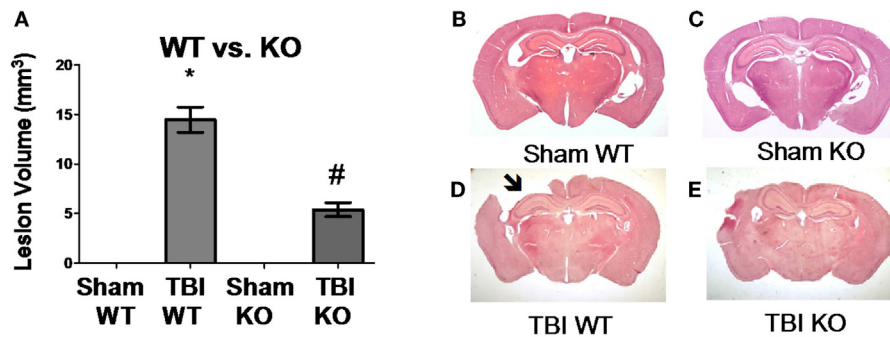 A
WT vs. KO
Lesion Volume (mm³)
20
15
10
5
0
*
#
Sham WT
TBI WT
Sham KO
TBI KO
B
Sham WT
C
Sham KO
D
TBI WT
E
TBI KO